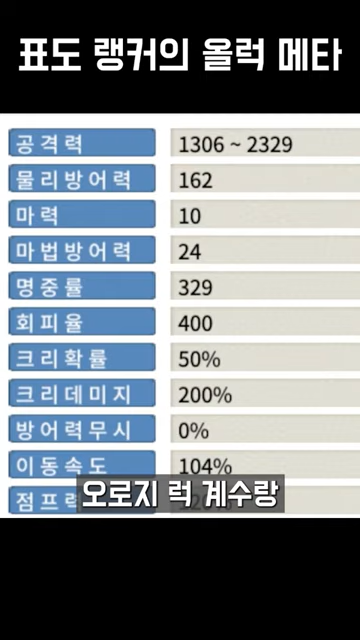 표도 랭커의 올럭 메타
공격력 1306 ~ 2329
물리방어력 162
마력 10
마법방어력 24
명중률 329
회피율 400
크리확률 50%
크리데미지 200%
방어력무시 0%
이동속도 104%
점프력
오로지 럭 계수랑